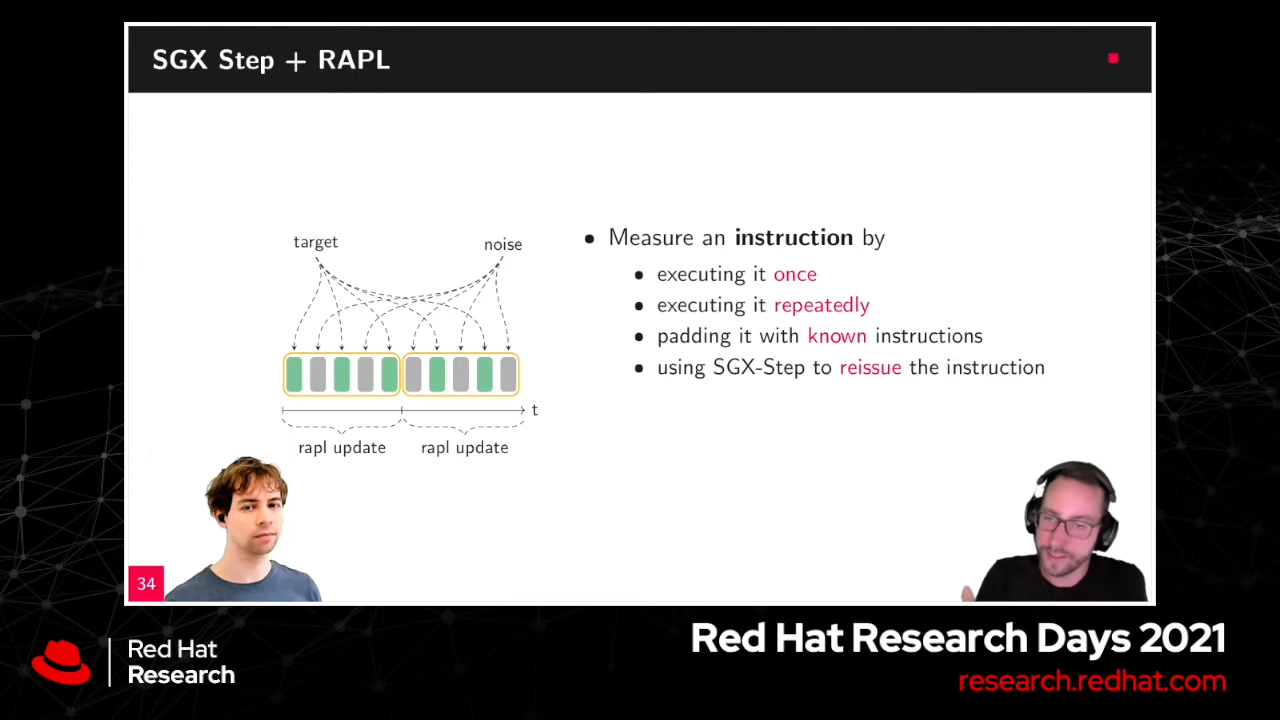 SGX Step + RAPL
target
noise
t
rapl update
rapl update
• Measure an instruction by
• executing it once
• executing it repeatedly
• padding it with known instructions
• using SGX-Step to reissue the instruction
34
Red Hat
Research
Red Hat Research Days 2021
research.redhat.com